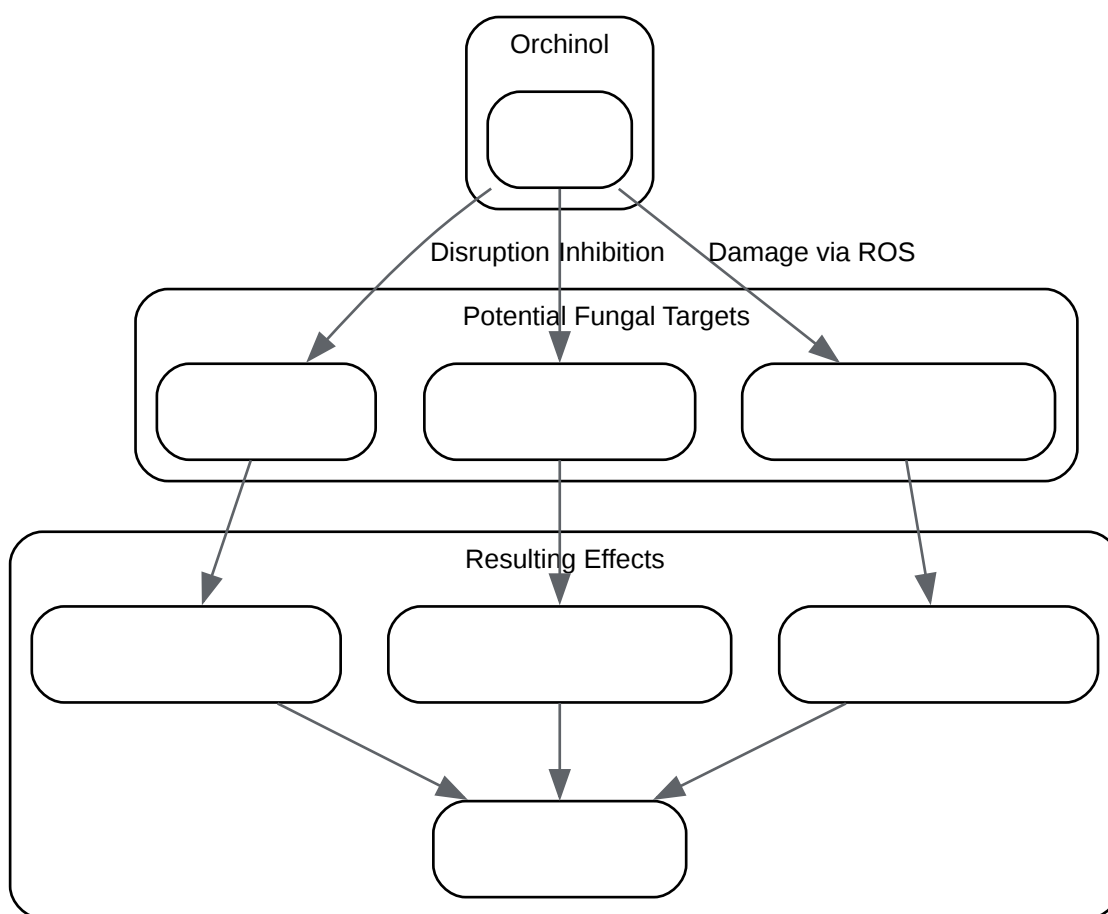 Orchinol
Disruption
Inhibition
Damage via ROS
Potential Fungal Targets
Resulting Effects